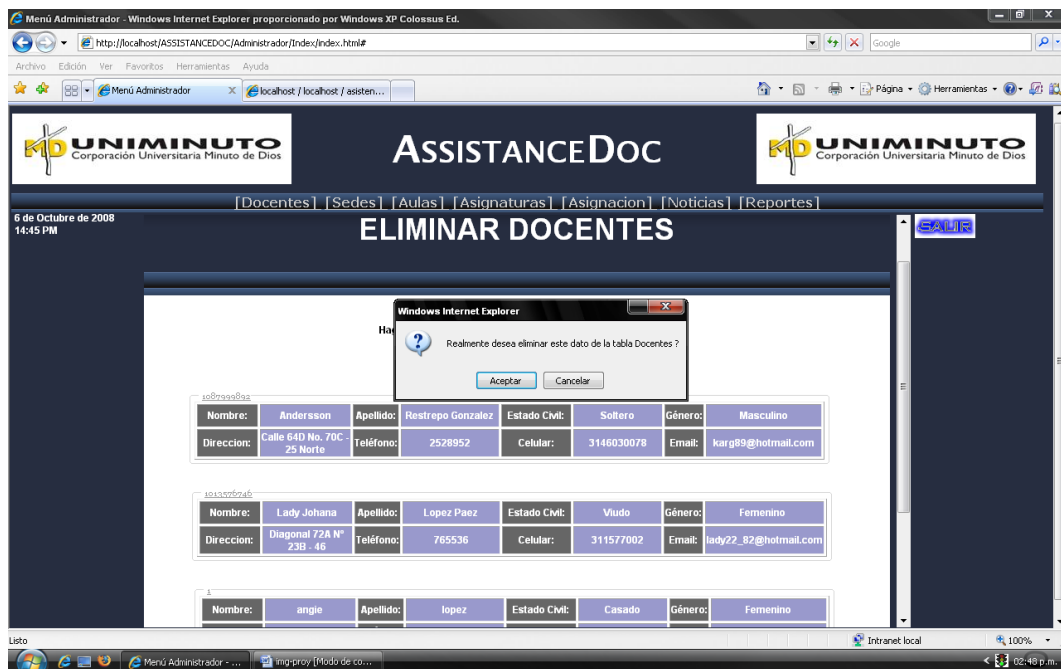 Menú Administrador - Windows Internet Explorer proporcionado por Windows XP Colossus Ed.
http://localhost/ASSISTANCEDOC/Administrador/Index/index.html#
Google
Archivo Edición Ver Favoritos Herramientas Ayuda
Menú Administrador
localhost / localhost / asisten...
Página
Herramientas
UNIMINUTO
Corporación Universitaria Minuto de Dios
ASSISTANCEDOC
UNIMINUTO
Corporación Universitaria Minuto de Dios
[Docentes] [Sedes] [Aulas] [Asignaturas] [Asignacion] [Noticias] [Reportes]
6 de Octubre de 2008
14:45 PM
ELIMINAR DOCENTES
SALIR
Windows Internet Explorer
Realmente desea eliminar este dato de la tabla Docentes ?
Aceptar Cancelar
1087999892
Nombre: Andersson Apellido: Restrepo Gonzalez Estado Civil: Soltero Género: Masculino
Direccion: Calle 64D No. 70C - 25 Norte Teléfono: 2528952 Celular: 3146030078 Email: karg89@hotmail.com
1013576746
Nombre: Lady Johana Apellido: Lopez Paez Estado Civil: Viudo Género: Femenino
Direccion: Diagonal 72A N° 23B - 46 Teléfono: 765536 Celular: 311577002 Email: lady22_82@hotmail.com
1
Nombre: angie Apellido: lopez Estado Civil: Casado Género: Femenino
Listo
Intranet local
100%
Menú Administrador - ...
img-proy [Modo de co...
02:48 p.m.